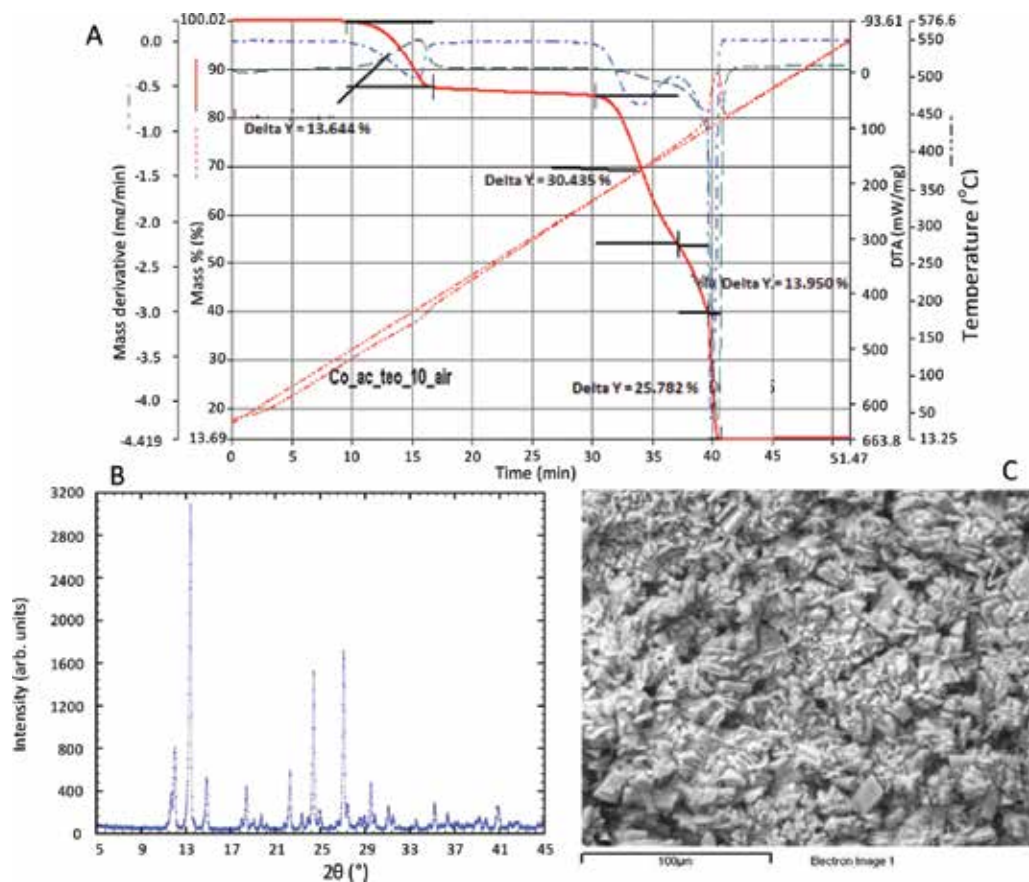 A
100.02
-93.61
576.6
0.0
90
0
550
-0.5
500
Delta Y = 13.644 %
80
450
-1.0
100
400
-1.5
70
Delta Y = 30.435 %
350
200
-2.0
60
300
50
300
250
-2.5
Delta Y = 13.950 %
-3.0
40
400
200
-3.5
30
500
150
Co_ac_teo_10_air
100
Delta Y = 25.782 %
-4.0
20
600
50
-4.419
13.69
663.8
13.25
Mass derivative (mg/min)
Mass % (%)
DTA (mW/mg)
Temperature (°C)
0 5 10 15 20 25 30 35 40 45 51.47
Time (min)
B
3200
2800
2400
2000
1600
1200
800
400
0
Intensity (arb. units)
5 9 13 17 21 25 29 33 37 41 45
2θ (°)
C
100µm
Electron Image 1